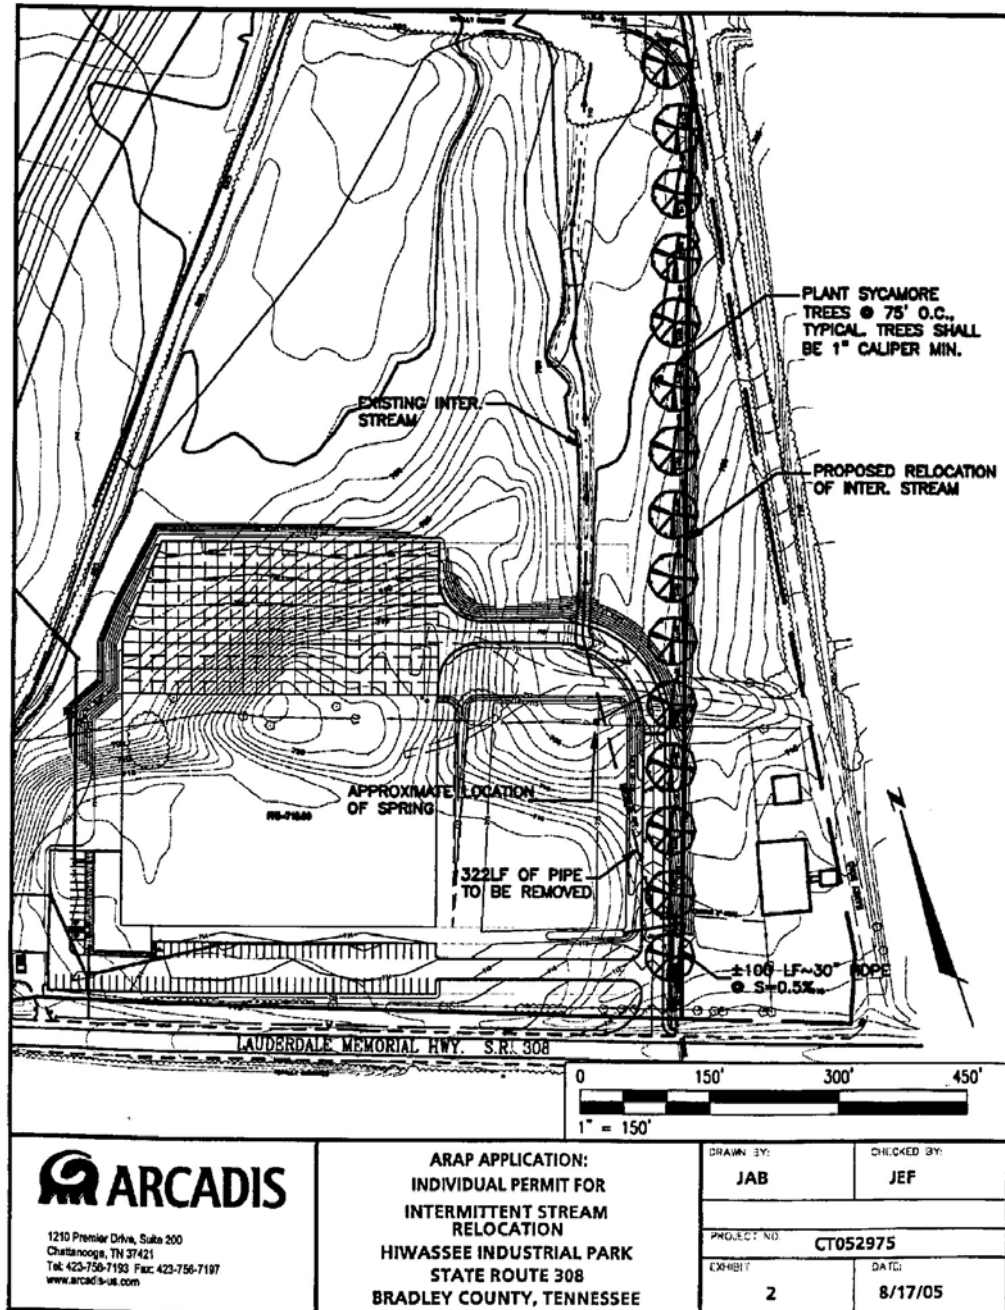 PLANT SYCAMORE
TREES @ 75' O.C.,
TYPICAL. TREES SHALL
BE 1" CALIPER MIN.
EXISTING INTER.
STREAM
PROPOSED RELOCATION
OF INTER. STREAM
APPROXIMATE LOCATION
OF SPRING
322LF OF PIPE
TO BE REMOVED
±100 LF~30" HDPE
@ S=0.5%
N
LAUDERDALE MEMORIAL HWY. S.R. 308
0 150' 300' 450'
1" = 150'
ARCADIS
1210 Premier Drive, Suite 200
Chattanooga, TN 37421
Tel: 423-756-7193 Fax: 423-756-7197
www.arcadis-us.com
ARAP APPLICATION:
INDIVIDUAL PERMIT FOR
INTERMITTENT STREAM
RELOCATION
HIWASSEE INDUSTRIAL PARK
STATE ROUTE 308
BRADLEY COUNTY, TENNESSEE
DRAWN BY:
JAB
CHECKED BY:
JEF
PROJECT NO.
CT052975
EXHIBIT
2
DATE:
8/17/05